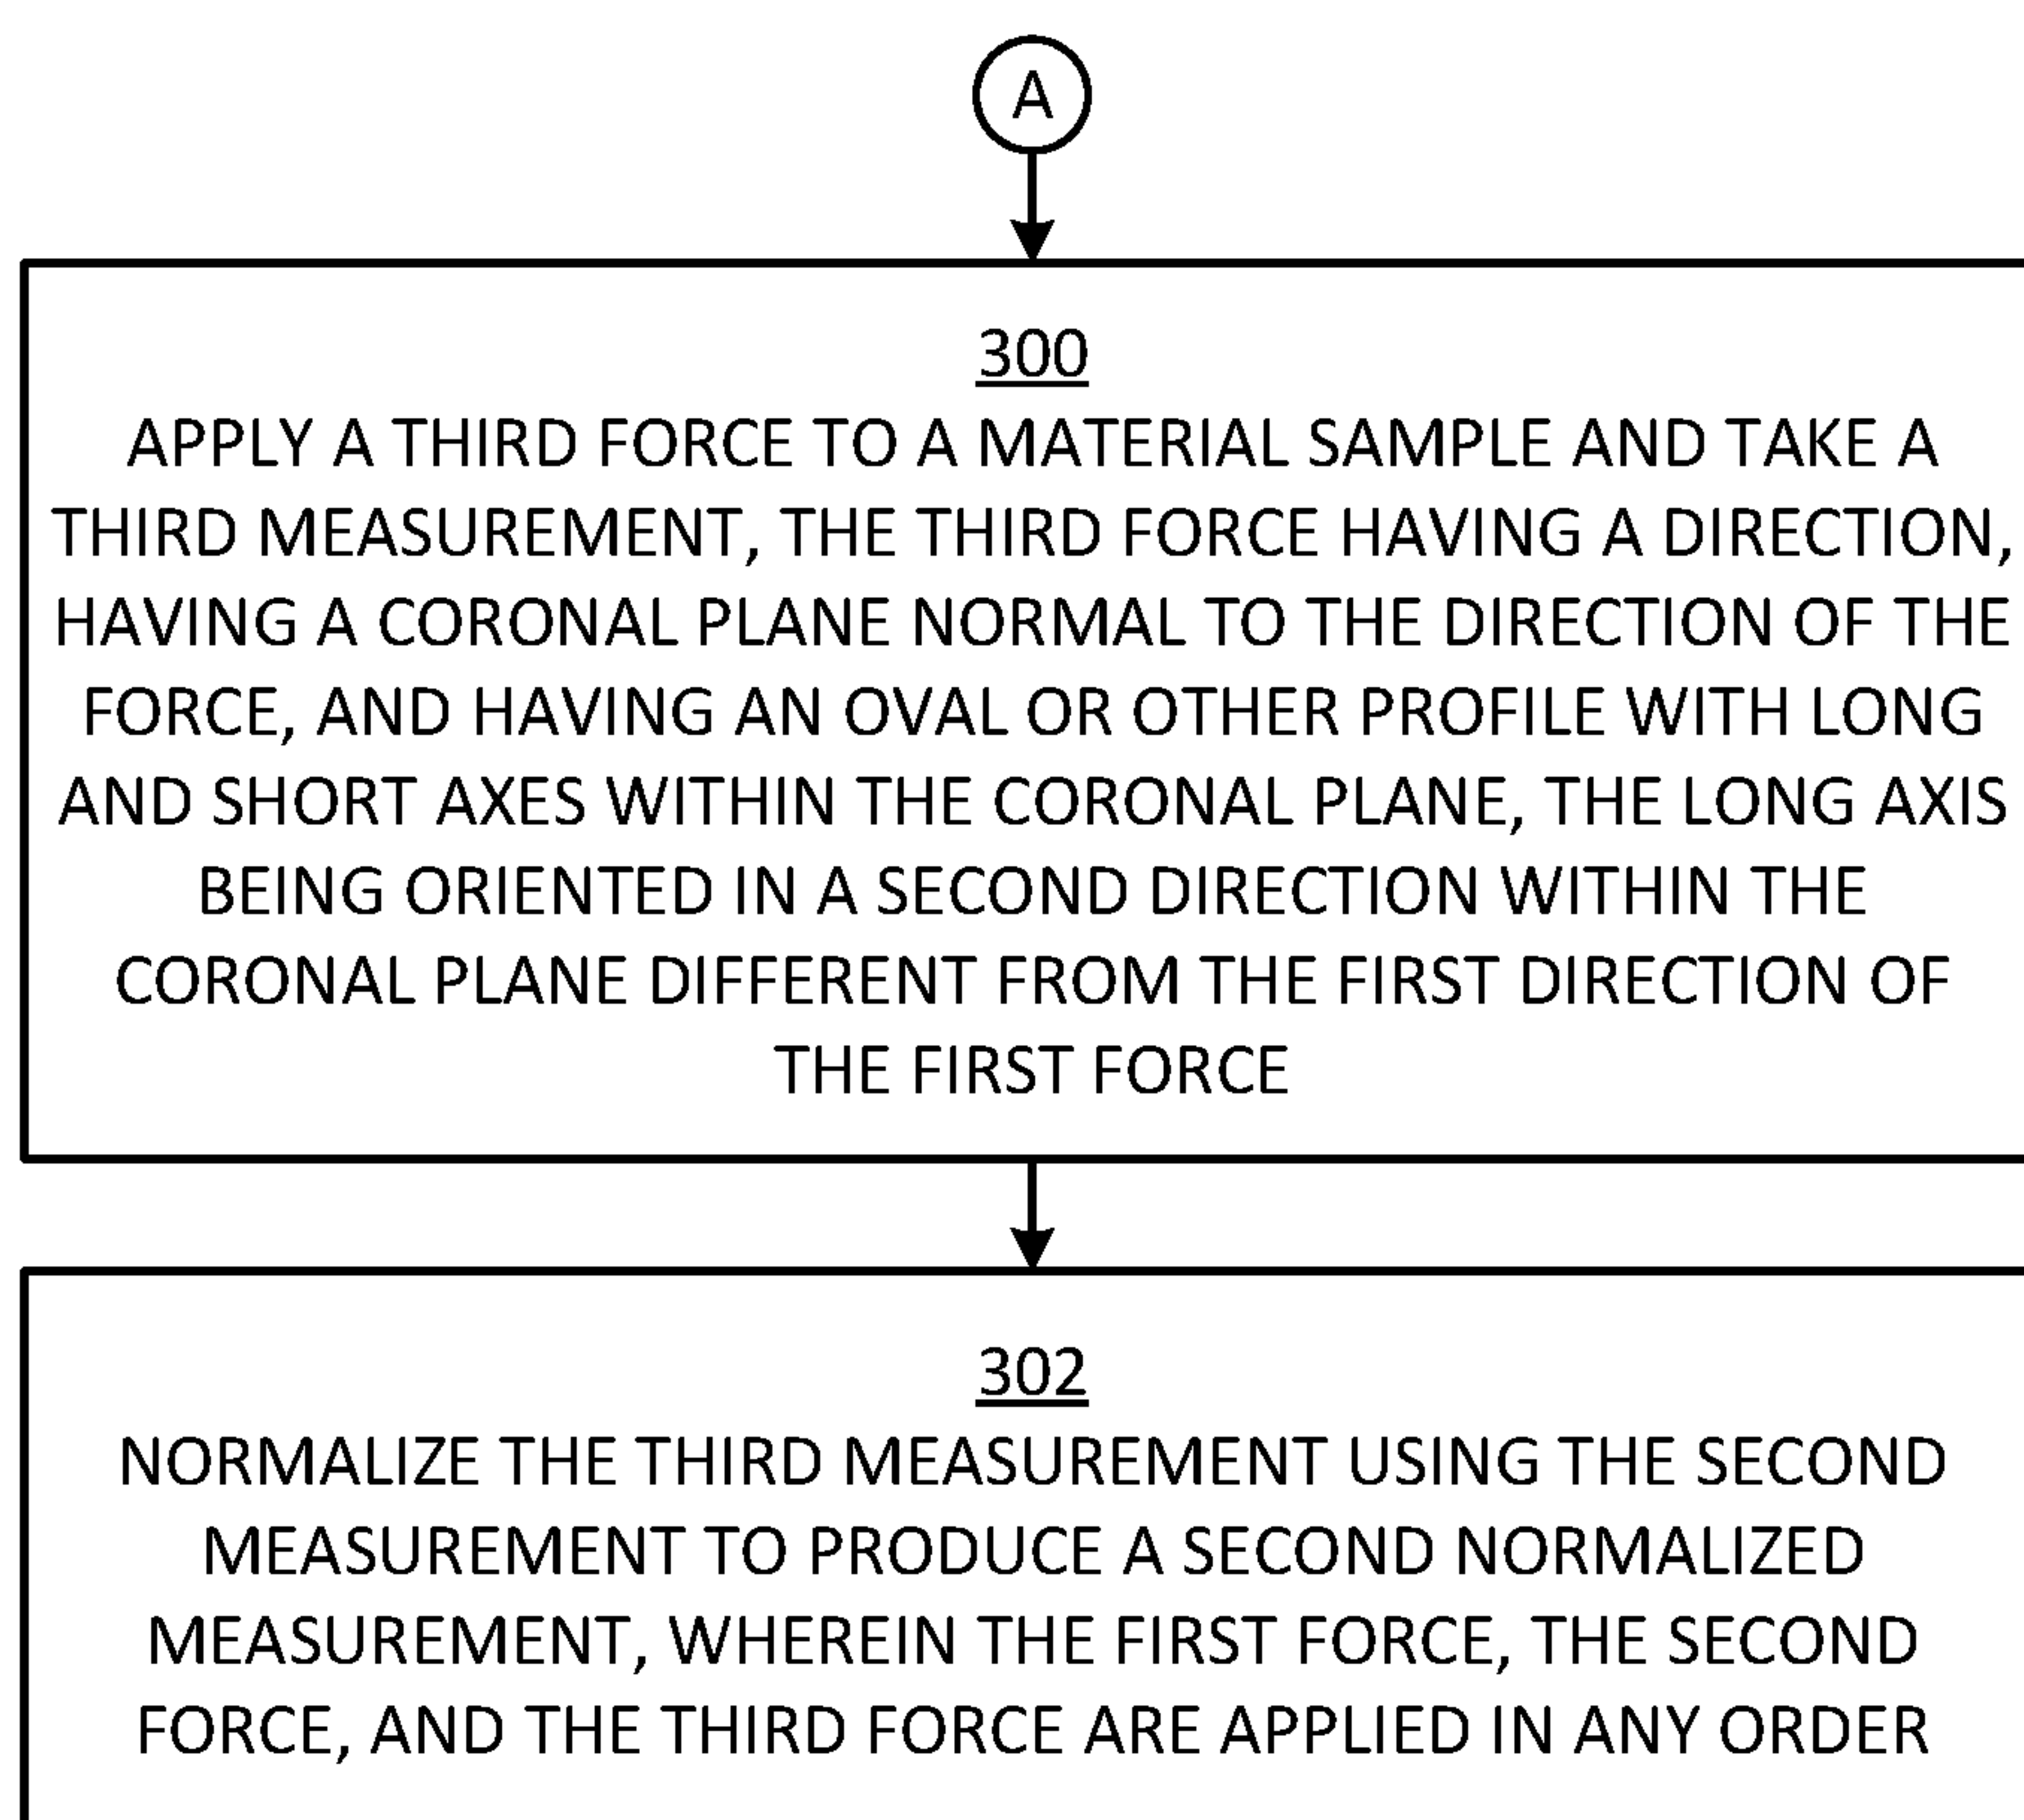 A
300
APPLY A THIRD FORCE TO A MATERIAL SAMPLE AND TAKE A
THIRD MEASUREMENT, THE THIRD FORCE HAVING A DIRECTION,
HAVING A CORONAL PLANE NORMAL TO THE DIRECTION OF THE
FORCE, AND HAVING AN OVAL OR OTHER PROFILE WITH LONG
AND SHORT AXES WITHIN THE CORONAL PLANE, THE LONG AXIS
BEING ORIENTED IN A SECOND DIRECTION WITHIN THE
CORONAL PLANE DIFFERENT FROM THE FIRST DIRECTION OF
THE FIRST FORCE
302
NORMALIZE THE THIRD MEASUREMENT USING THE SECOND
MEASUREMENT TO PRODUCE A SECOND NORMALIZED
MEASUREMENT, WHEREIN THE FIRST FORCE, THE SECOND
FORCE, AND THE THIRD FORCE ARE APPLIED IN ANY ORDER